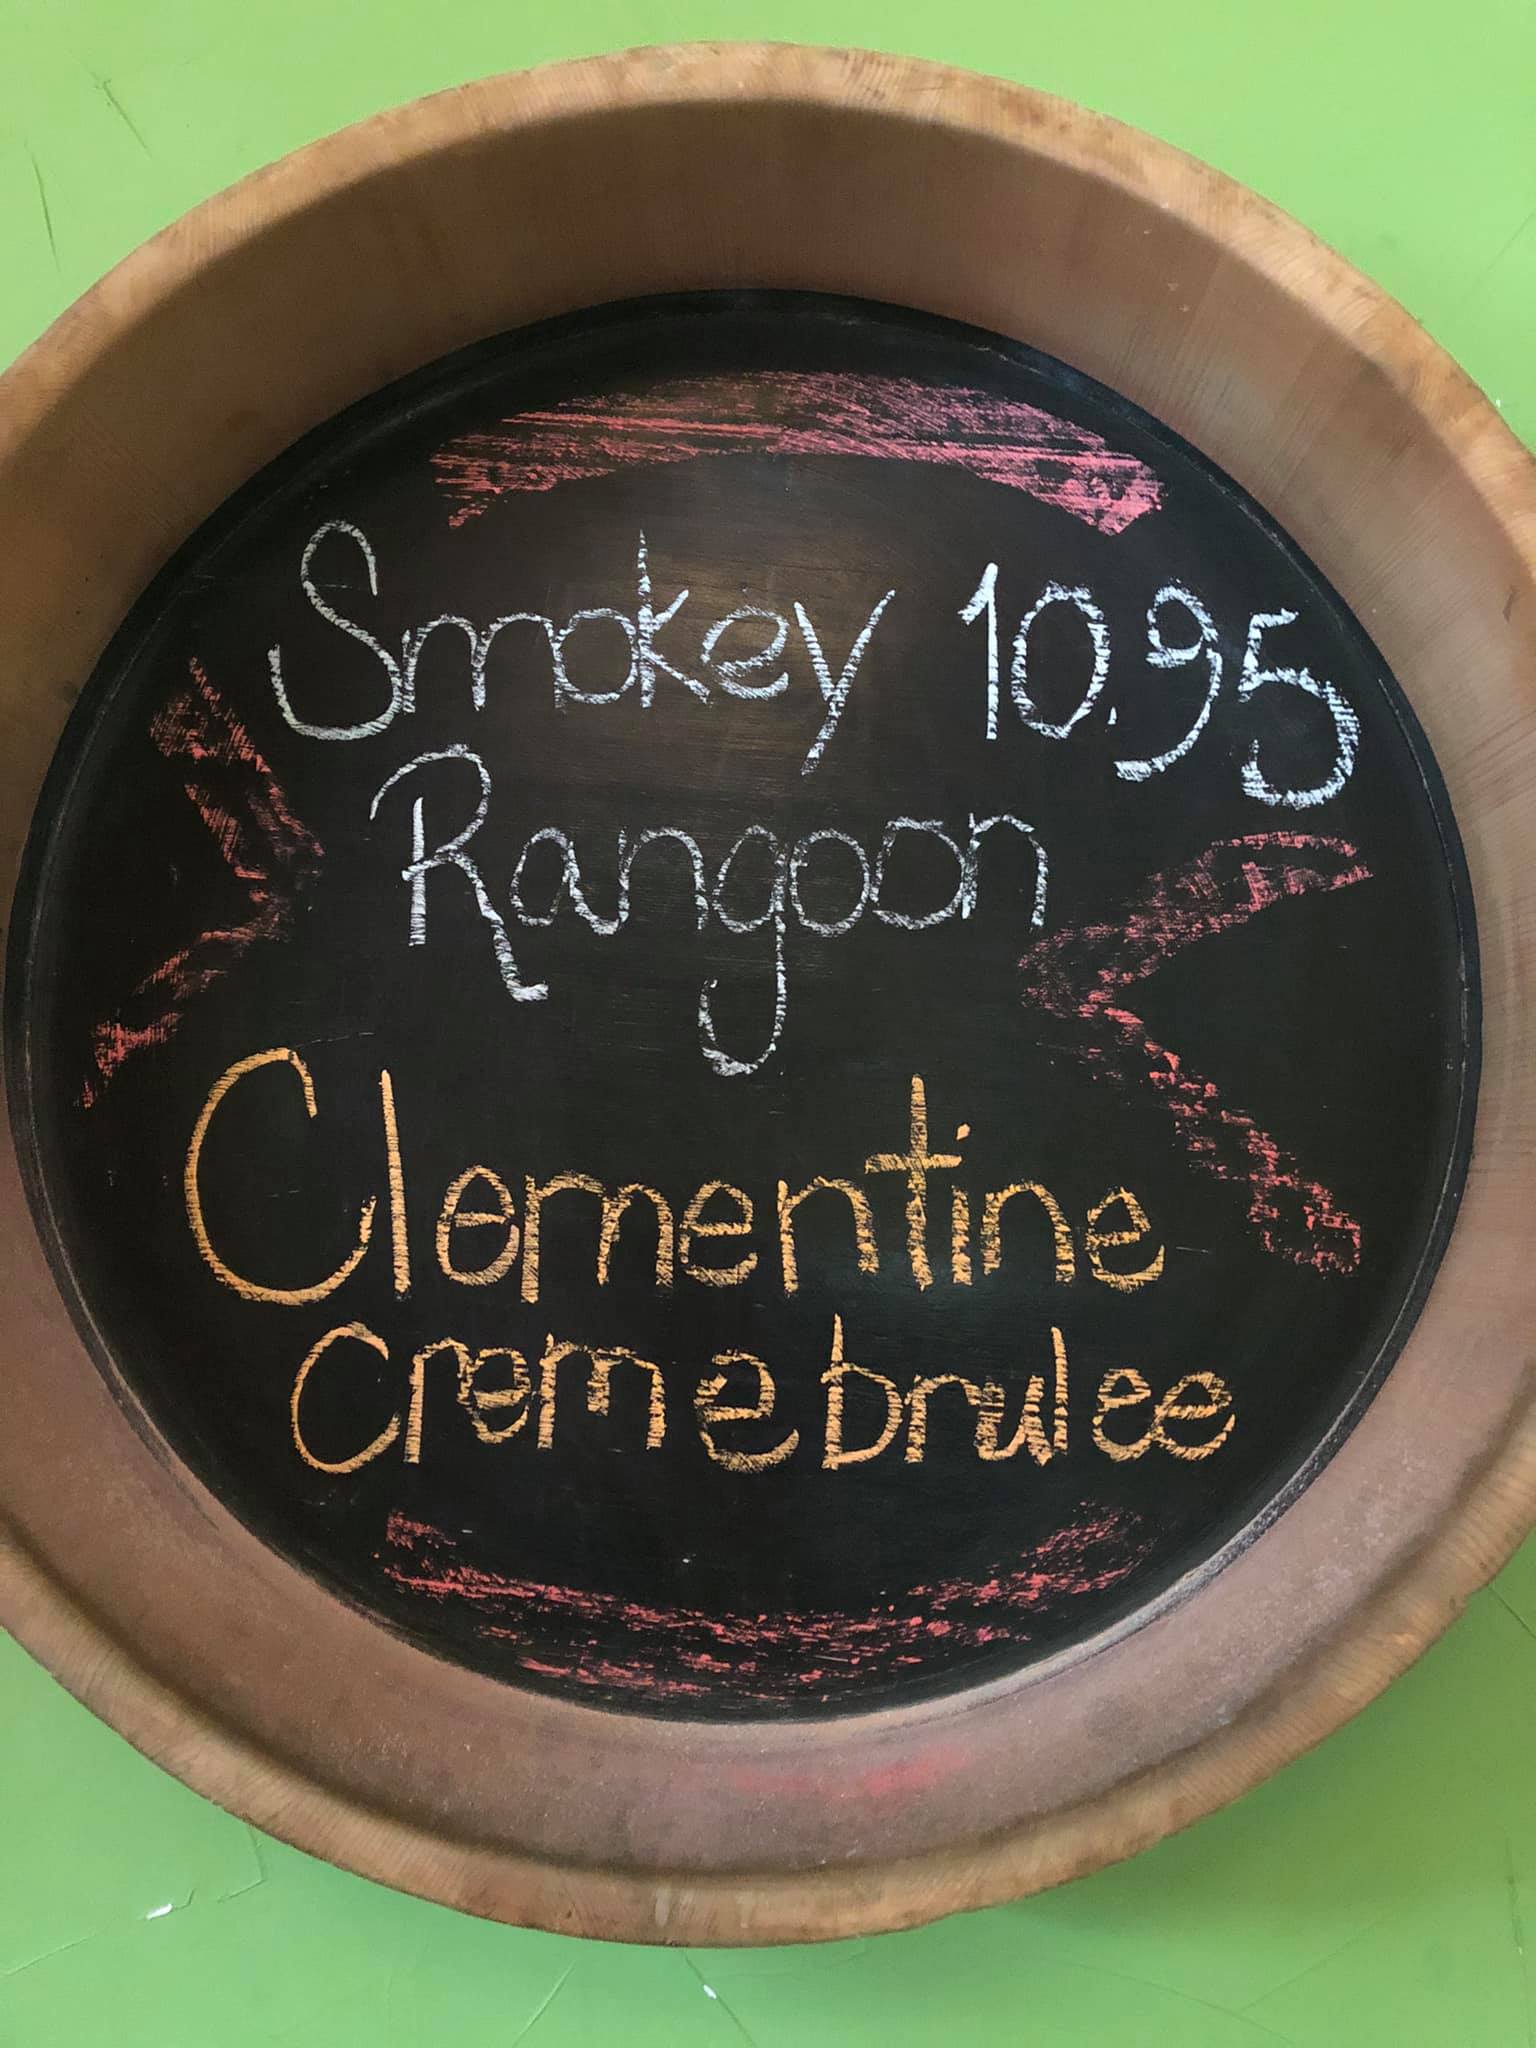 Smokey 10.95
Rangoon
Clementine
creme brulee